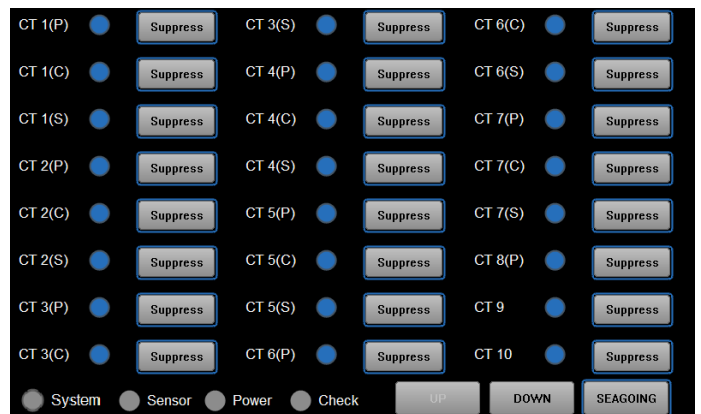 CT 1(P) Suppress CT 3(S) Suppress CT 6(C) Suppress
CT 1(C) Suppress CT 4(P) Suppress CT 6(S) Suppress
CT 1(S) Suppress CT 4(C) Suppress CT 7(P) Suppress
CT 2(P) Suppress CT 4(S) Suppress CT 7(C) Suppress
CT 2(C) Suppress CT 5(P) Suppress CT 7(S) Suppress
CT 2(S) Suppress CT 5(C) Suppress CT 8(P) Suppress
CT 3(P) Suppress CT 5(S) Suppress CT 9 Suppress
CT 3(C) Suppress CT 6(P) Suppress CT 10 Suppress
System Sensor Power Check UP DOWN SEAGOING